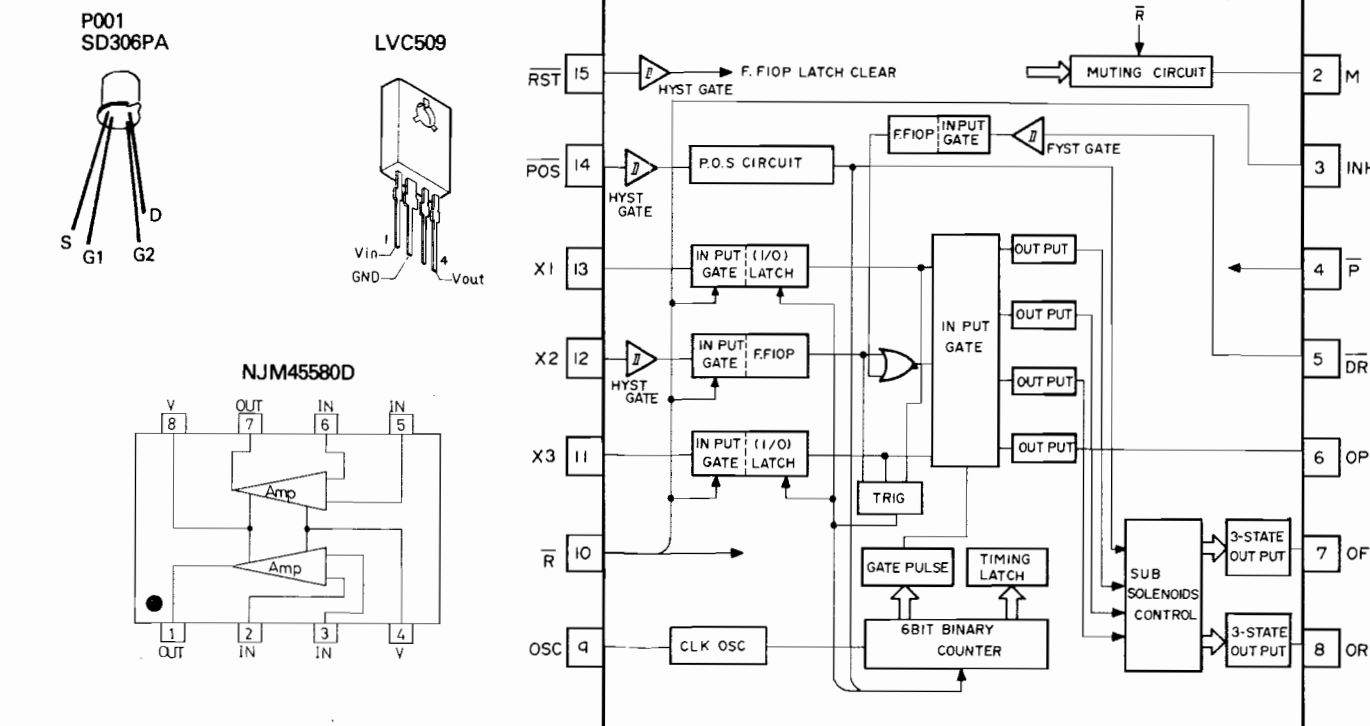 P001
SD306PA
S
G1
G2
D
LVC509
1
Vin
GND
4
Vout
NJM45580D
V
OUT
IN
IN
8
7
6
5
Amp
Amp
1
2
3
4
OUT
IN
IN
V
R
RST
15
HYST GATE
F. FIOP LATCH CLEAR
MUTING CIRCUIT
2
M
F.FIOP
INPUT
GATE
FYST GATE
POS
14
HYST
GATE
P.O.S CIRCUIT
3
INH
X1
13
IN PUT
GATE
(I/O)
LATCH
OUT PUT
4
P
IN PUT
GATE
OUT PUT
X2
12
HYST
GATE
IN PUT
GATE
F.FIOP
5
DR
OUT PUT
X3
11
IN PUT
GATE
(I/O)
LATCH
OUT PUT
6
OP
TRIG
R
10
GATE PULSE
TIMING
LATCH
SUB
SOLENOIDS
CONTROL
3-STATE
OUT PUT
7
OF
OSC
9
CLK OSC
6BIT BINARY
COUNTER
3-STATE
OUT PUT
8
OR